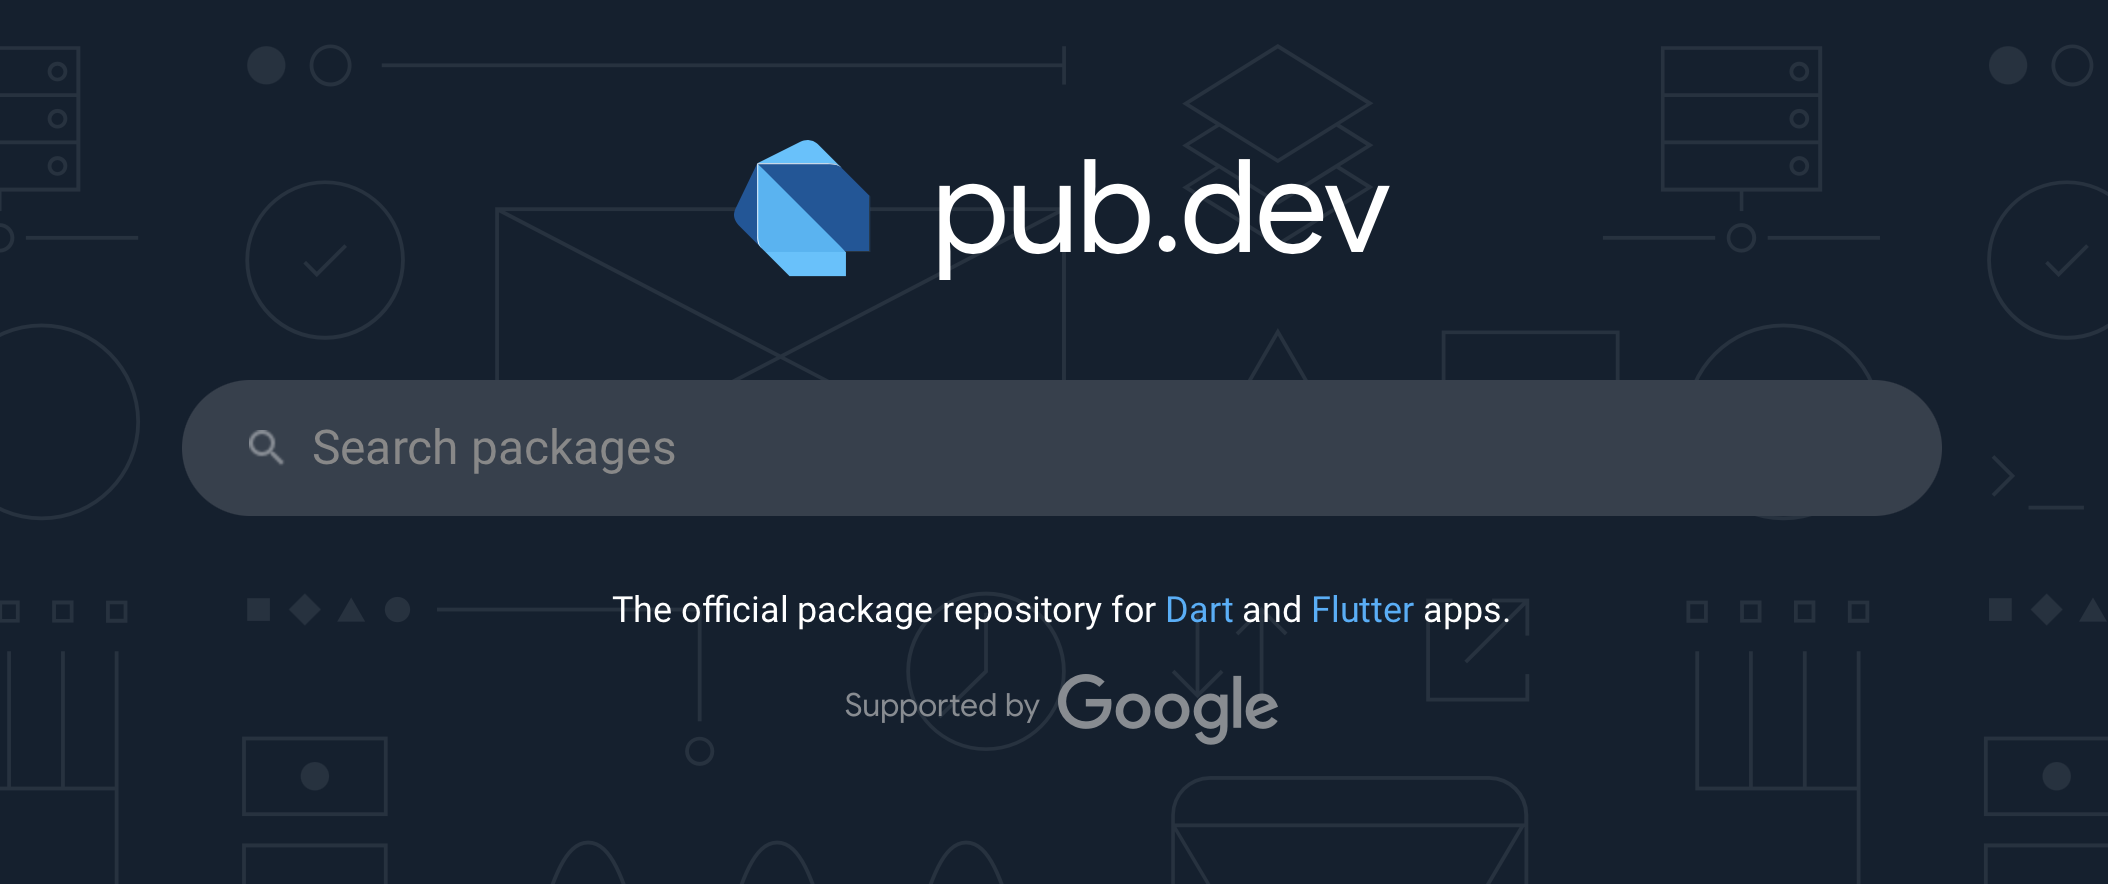 pub.dev
Search packages
The official package repository for Dart and Flutter apps.
Supported by Google